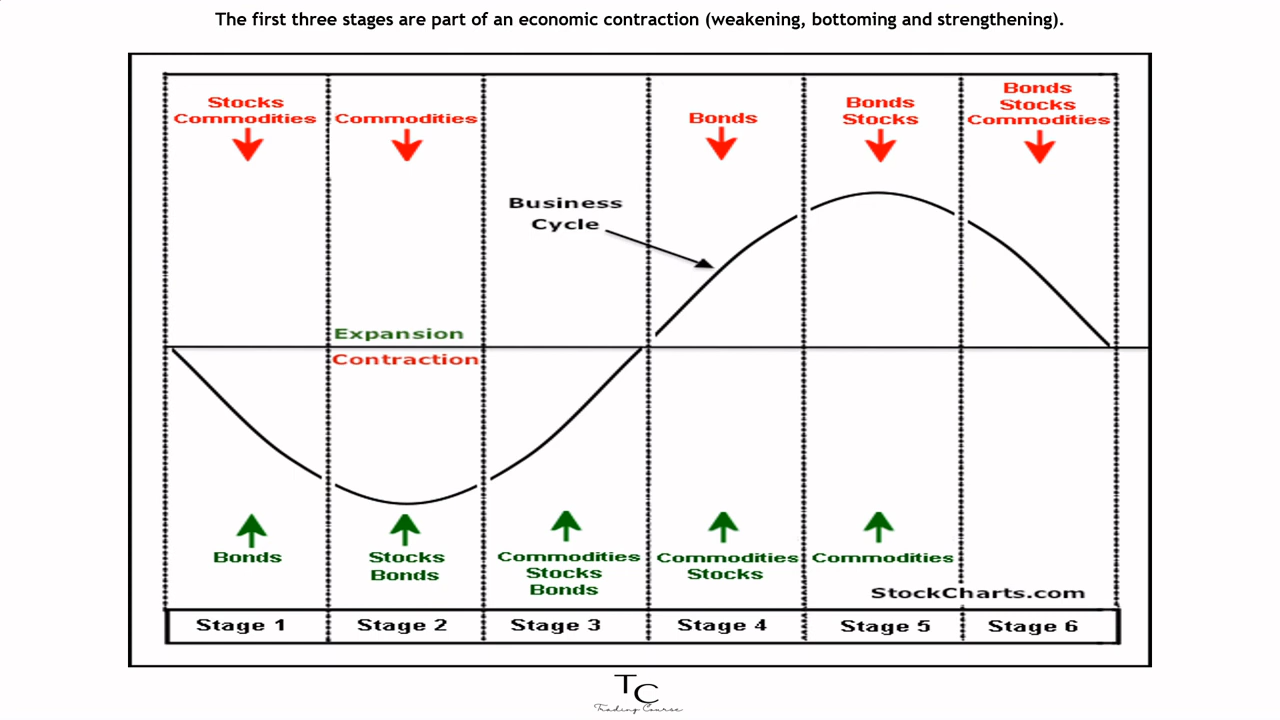 The first three stages are part of an economic contraction (weakening, bottoming and strengthening).
Stocks
Commodities
Commodities
Bonds
Bonds
Stocks
Bonds
Stocks
Commodities
Business
Cycle
Expansion
Contraction
Bonds
Stocks
Bonds
Commodities
Stocks
Bonds
Commodities
Stocks
Commodities
StockCharts.com
Stage 1
Stage 2
Stage 3
Stage 4
Stage 5
Stage 6
TC
Trading Course